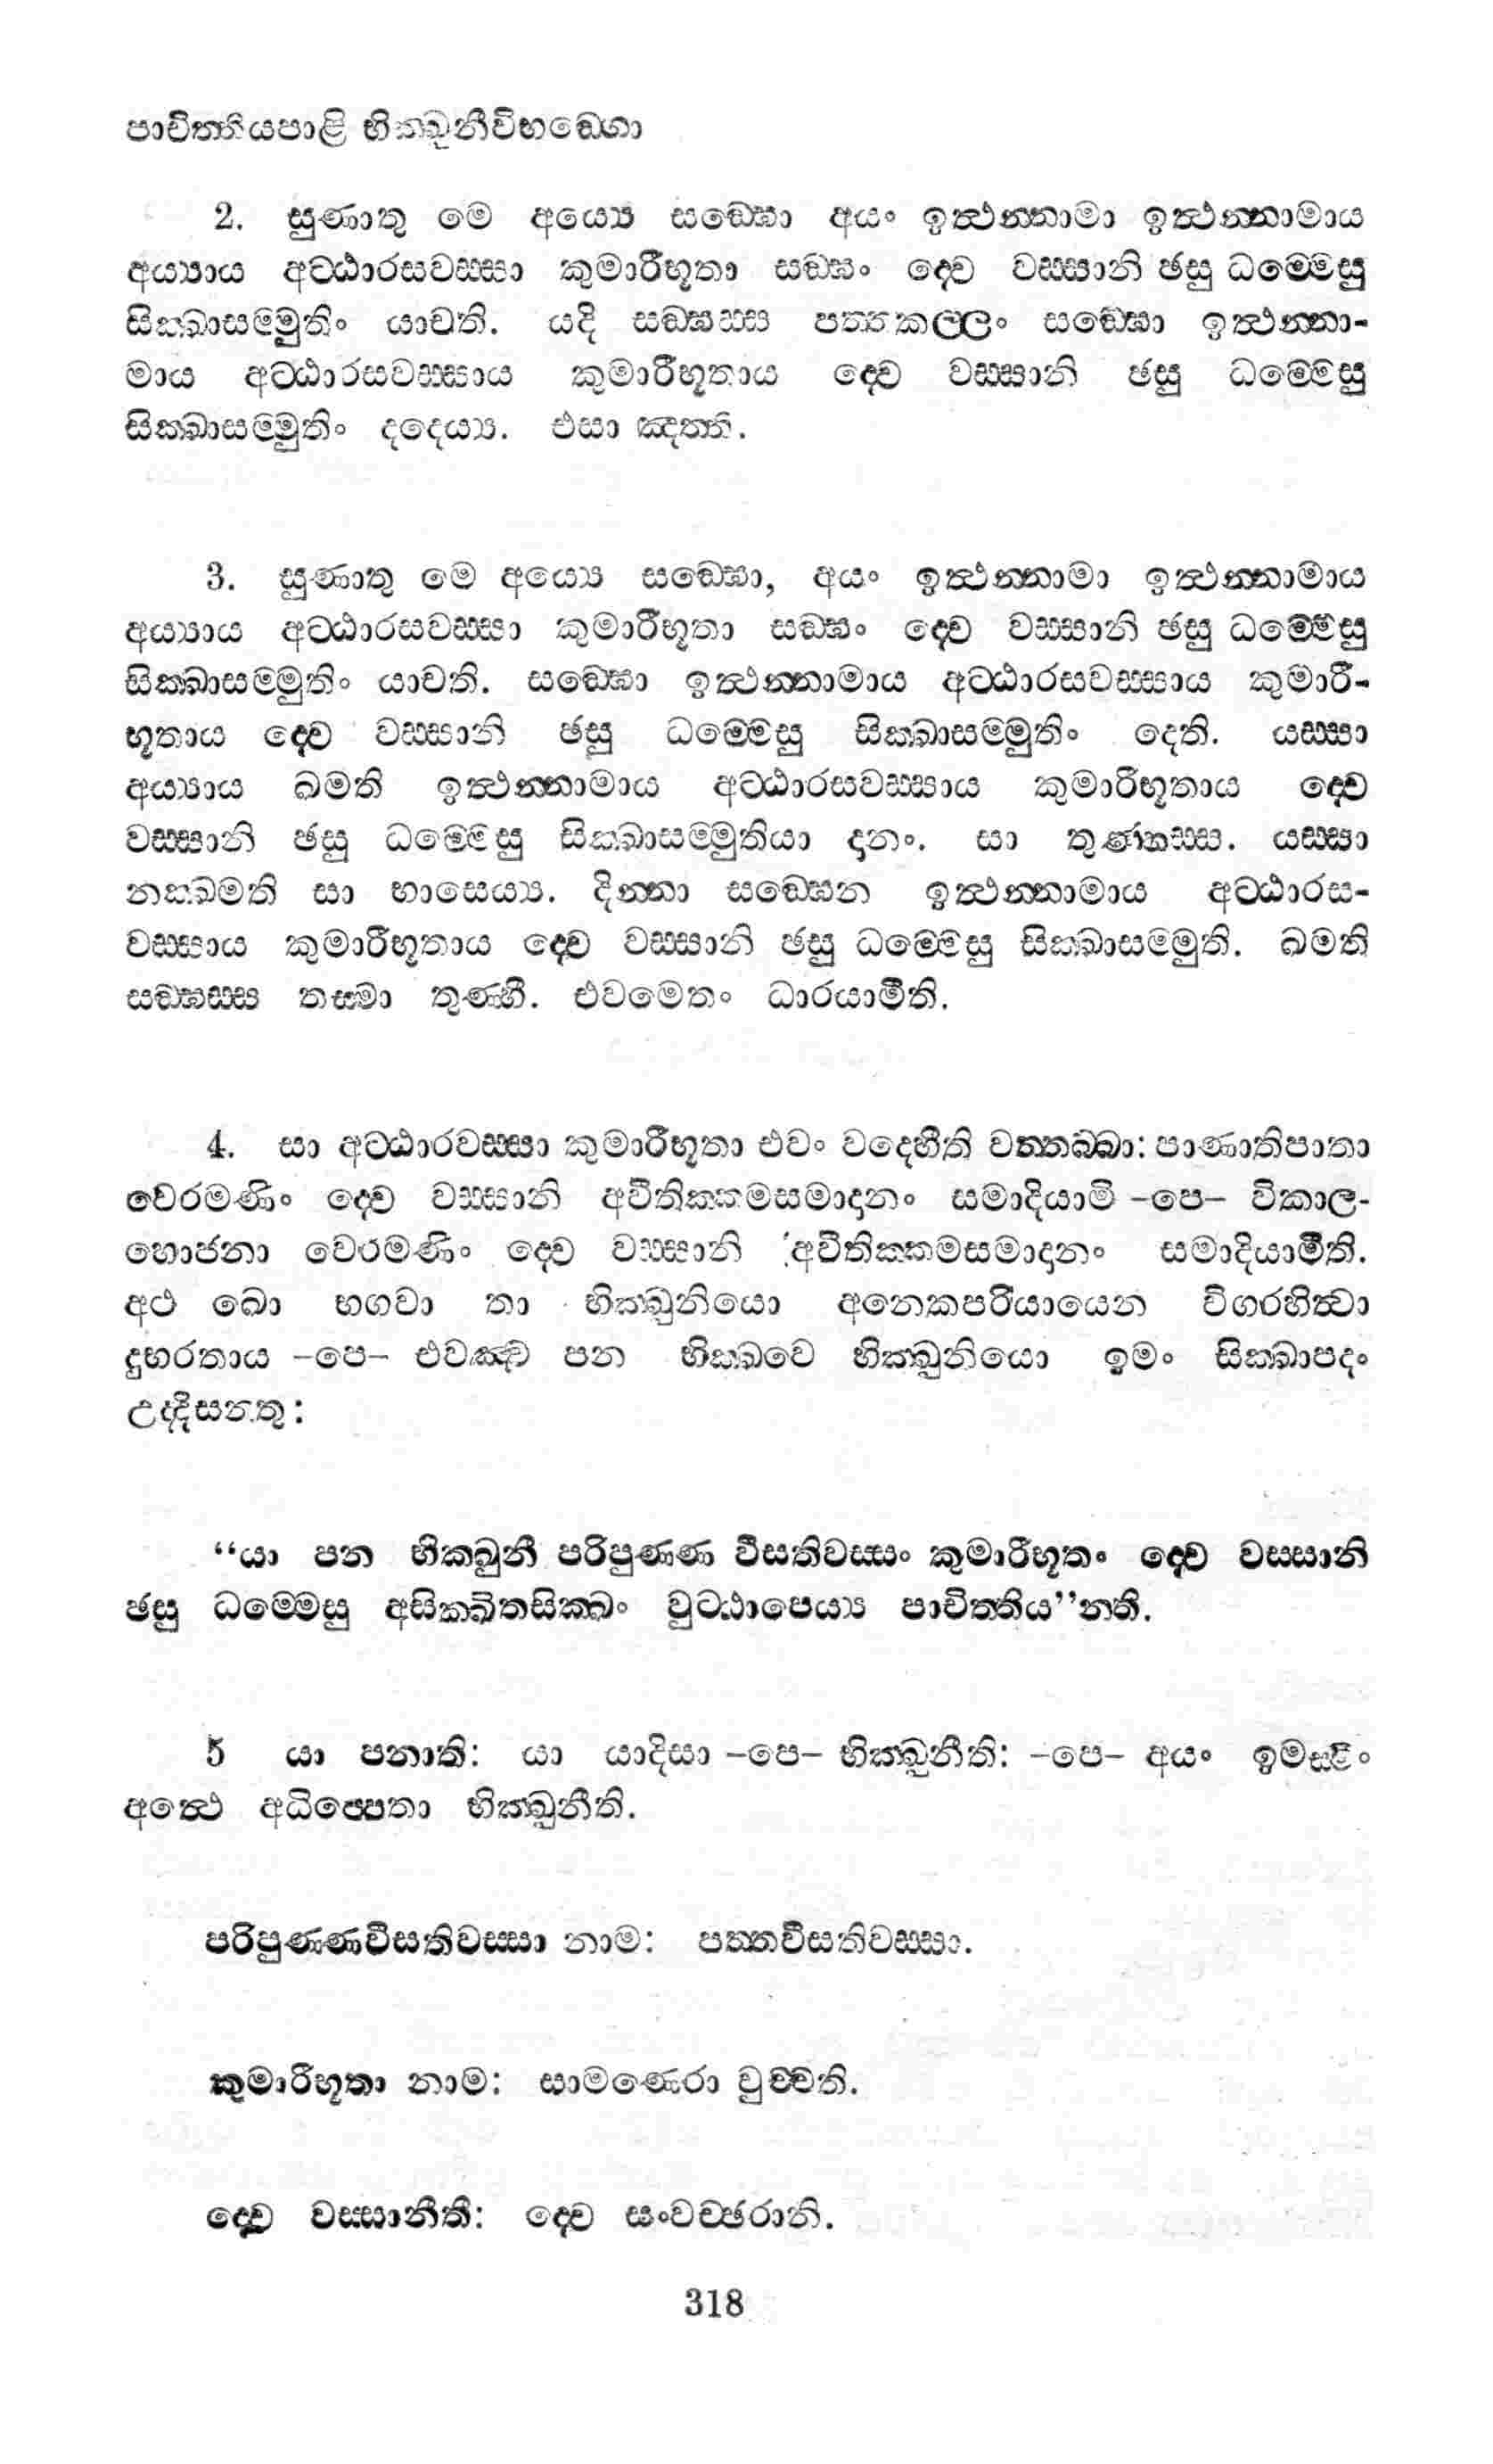 පාචිත්තියපාළි භික්ඛුනීවිභඞ්ගො
2. සුණාතු මෙ අය්‍යෙ සඞ්ඝො අයං ඉත්ථන්නාමා ඉත්ථන්නාමාය
අය්‍යාය අට්ඨාරසවස්සා කුමාරීභූතා සඞ්ඝං ද්වෙ වස්සානි ඡසු ධම්මෙසු
සික්ඛාසම්මුතිං යාචති. යදි සඞ්ඝස්ස පත්තකල්ලං සඞ්ඝො ඉත්ථන්නා-
මාය අට්ඨාරසවස්සාය කුමාරීභූතාය ද්වෙ වස්සානි ඡසු ධම්මෙසු
සික්ඛාසම්මුතිං දදෙය්‍ය. එසා ඤත්ති.
3. සුණාතු මෙ අය්‍යෙ සඞ්ඝො, අයං ඉත්ථන්නාමා ඉත්ථන්නාමාය
අය්‍යාය අට්ඨාරසවස්සා කුමාරීභූතා සඞ්ඝං ද්වෙ වස්සානි ඡසු ධම්මෙසු
සික්ඛාසම්මුතිං යාචති. සඞ්ඝො ඉත්ථන්නාමාය අට්ඨාරසවස්සාය කුමාරී-
භූතාය ද්වෙ වස්සානි ඡසු ධම්මෙසු සික්ඛාසම්මුතිං දෙති. යස්සා
අය්‍යාය ඛමති ඉත්ථන්නාමාය අට්ඨාරසවස්සාය කුමාරීභූතාය ද්වෙ
වස්සානි ඡසු ධම්මෙසු සික්ඛාසම්මුතියා දානං. සා තුණ්හස්ස. යස්සා
නක්ඛමති සා භාසෙය්‍ය. දින්නා සඞ්ඝෙන ඉත්ථන්නාමාය අට්ඨාරස-
වස්සාය කුමාරීභූතාය ද්වෙ වස්සානි ඡසු ධම්මෙසු සික්ඛාසම්මුති. ඛමති
සඞ්ඝස්ස තස්මා තුණ්හී. එවමෙතං ධාරයාමීති.
4. සා අට්ඨාරවස්සා කුමාරීභූතා එවං වදෙහීති වත්තබ්බා: පාණාතිපාතා
වෙරමණිං ද්වෙ වස්සානි අවීතික්කමසමාදානං සමාදියාමි –පෙ– විකාල-
භොජනා වෙරමණිං ද්වෙ වස්සානි අවීතික්කමසමාදානං සමාදියාමීති.
අථ ඛො භගවා තා භික්ඛුනියො අනෙකපරියායෙන විගරහිත්වා
දුභරතාය –පෙ– එවඤ්ච පන භික්ඛවෙ භික්ඛුනියො ඉමං සික්ඛාපදං
උද්දිසන්තු:
“යා පන භික්ඛුනී පරිපුණ්ණ වීසතිවස්සං කුමාරීභූතං ද්වෙ වස්සානි
ඡසු ධම්මෙසු අසික්ඛිතසික්ඛං වුට්ඨාපෙය්‍ය පාචිත්තිය”න්ති.
5 යා පනාති: යා යාදිසා –පෙ– භික්ඛුනීති: –පෙ– අයං ඉමස්මිං
අත්ථෙ අධිප්පෙතා භික්ඛුනීති.
පරිපුණ්ණවීසතිවස්සා නාම: පත්තවීසතිවස්සා.
කුමාරීභූතා නාම: සාමණෙරා වුච්චති.
ද්වෙ වස්සානීති: ද්වෙ සංවච්ඡරානි.
318